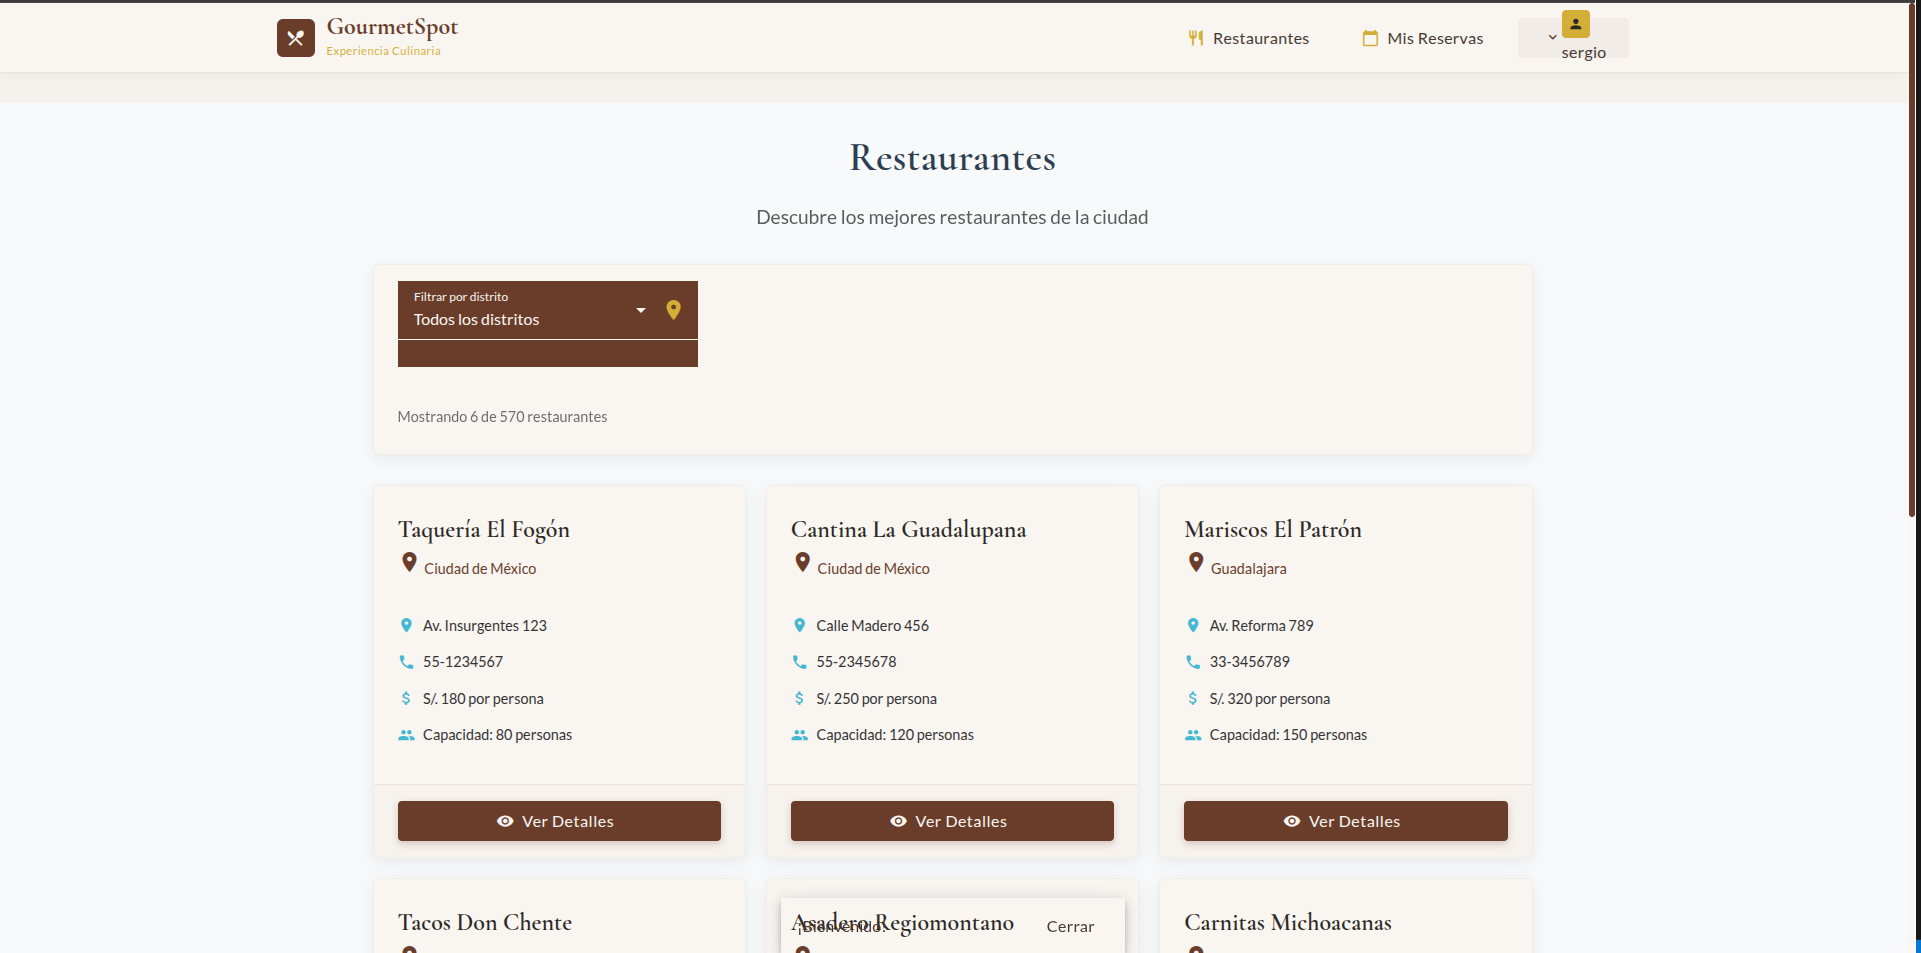 GourmetSpot
Experiencia Culinaria
Restaurantes
Mis Reservas
sergio
Restaurantes
Descubre los mejores restaurantes de la ciudad
Filtrar por distrito
Todos los distritos
Mostrando 6 de 570 restaurantes
Taquería El Fogón
Ciudad de México
Av. Insurgentes 123
55-1234567
S/. 180 por persona
Capacidad: 80 personas
Ver Detalles
Cantina La Guadalupana
Ciudad de México
Calle Madero 456
55-2345678
S/. 250 por persona
Capacidad: 120 personas
Ver Detalles
Mariscos El Patrón
Guadalajara
Av. Reforma 789
33-3456789
S/. 320 por persona
Capacidad: 150 personas
Ver Detalles
Tacos Don Chente
Asadero Regiomontano
¡Bienvenido!
Cerrar
Carnitas Michoacanas